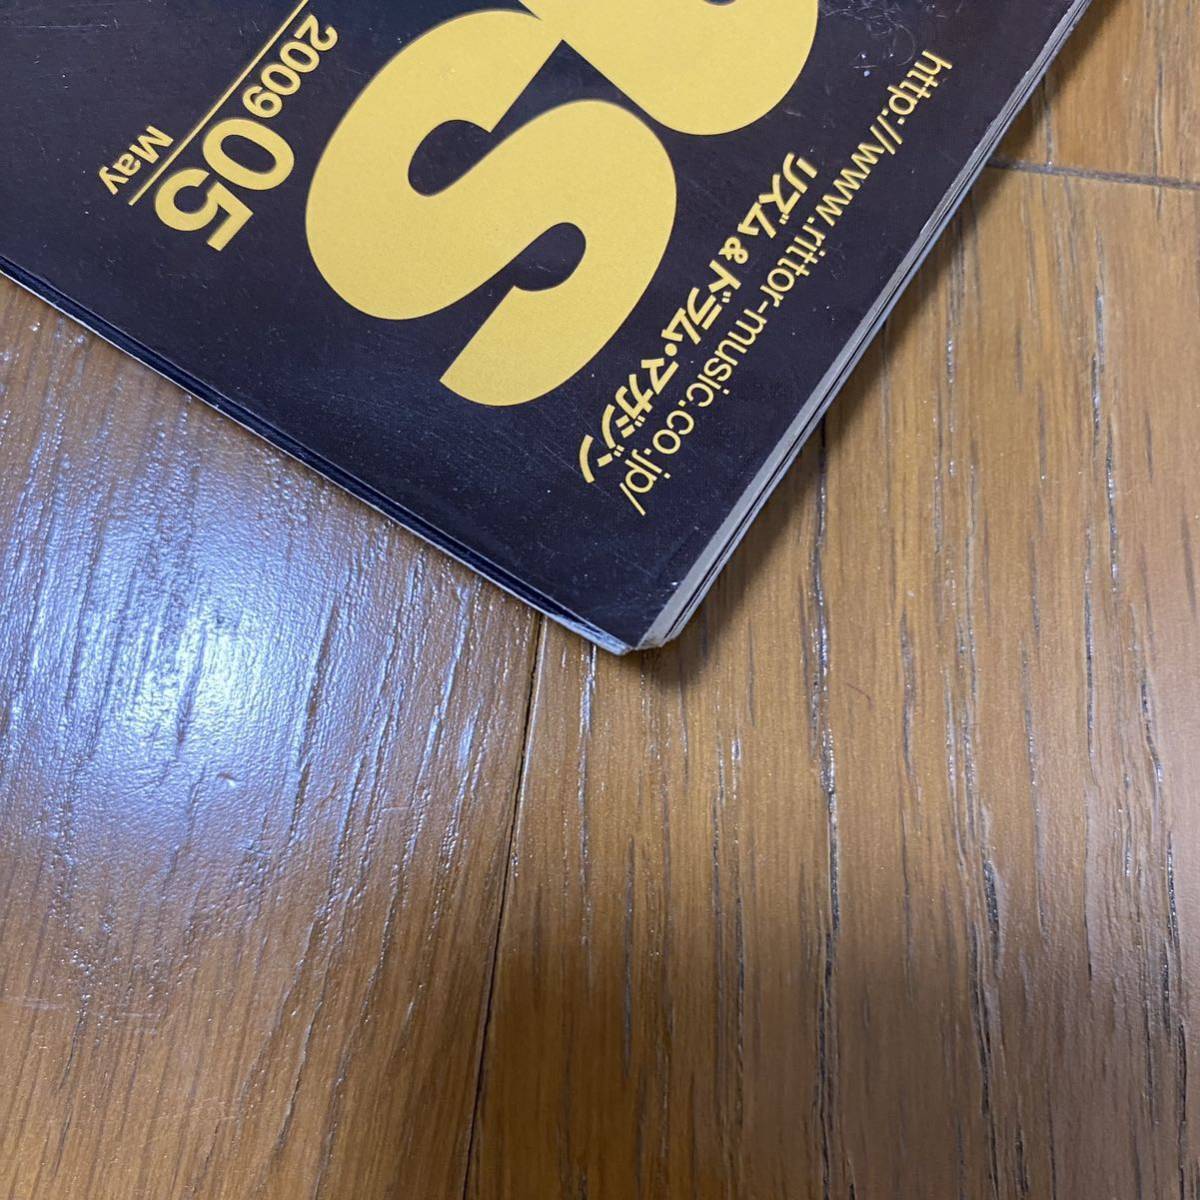 http://www.rittor-music.co.jp/
リズム&ドラム・マガジン
2009 05
May